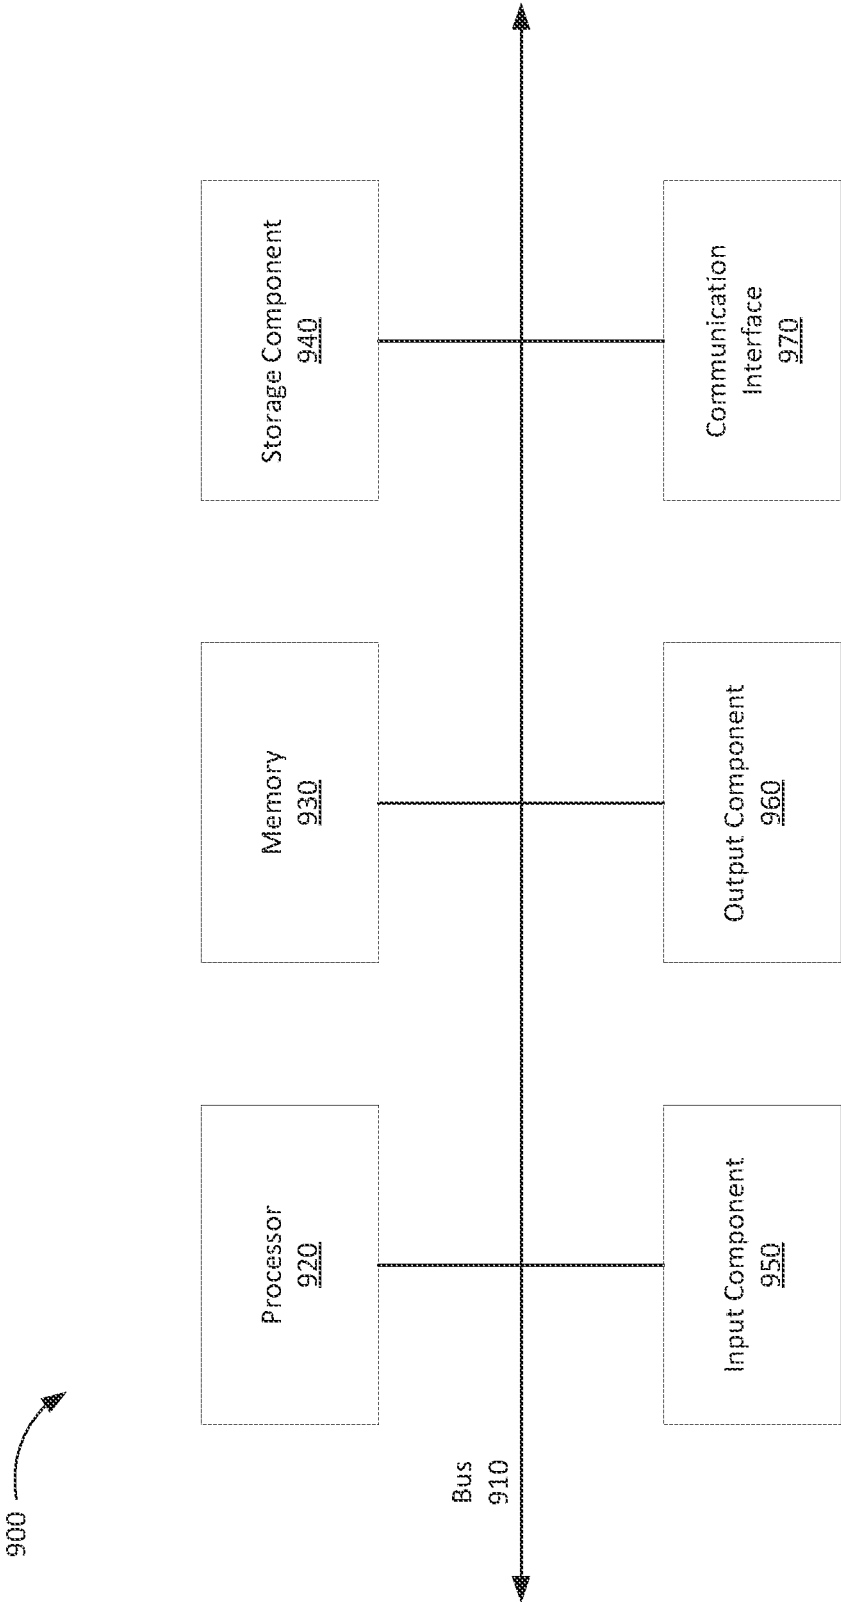 900
Processor
920
Memory
930
Storage Component
940
Bus
910
Input Component
950
Output Component
960
Communication
Interface
970